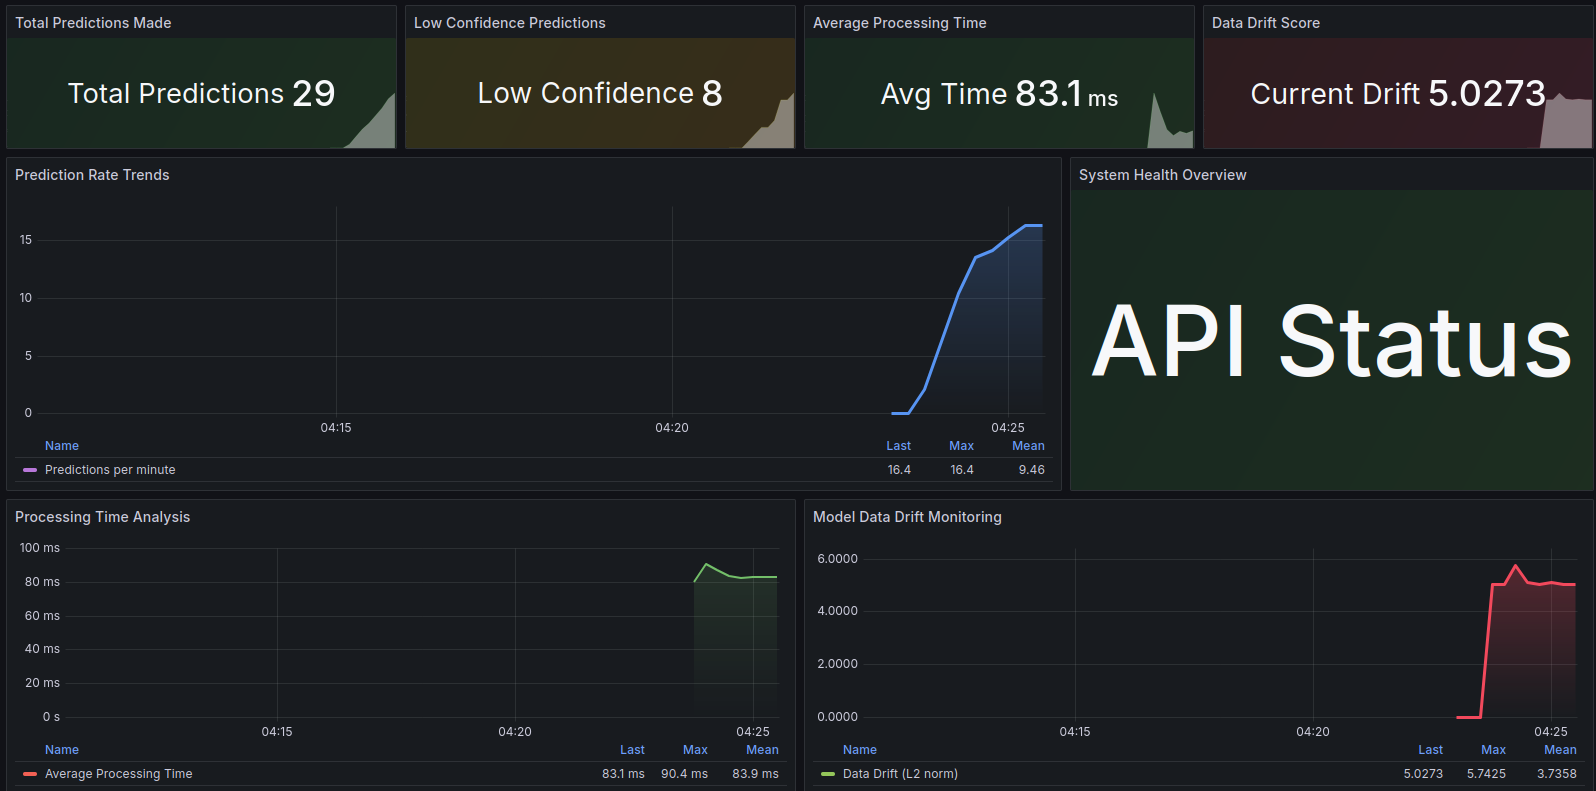 Total Predictions Made
Low Confidence Predictions
Average Processing Time
Data Drift Score
Total Predictions 29
Low Confidence 8
Avg Time 83.1 ms
Current Drift 5.0273
Prediction Rate Trends
15
10
5
0
04:15 04:20 04:25
Name Last Max Mean
Predictions per minute 16.4 16.4 9.46
System Health Overview
API Status
Processing Time Analysis
100 ms
80 ms
60 ms
40 ms
20 ms
0 s
04:15 04:20 04:25
Name Last Max Mean
Average Processing Time 83.1 ms 90.4 ms 83.9 ms
Model Data Drift Monitoring
6.0000
4.0000
2.0000
0.0000
04:15 04:20 04:25
Name Last Max Mean
Data Drift (L2 norm) 5.0273 5.7425 3.7358